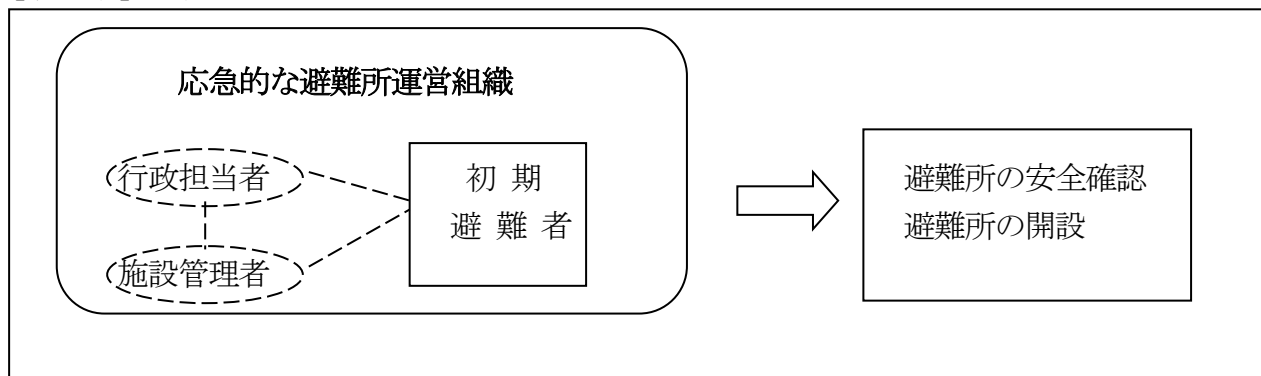 応急的な避難所運営組織
行政担当者
施設管理者
初 期
避 難 者
避難所の安全確認
避難所の開設